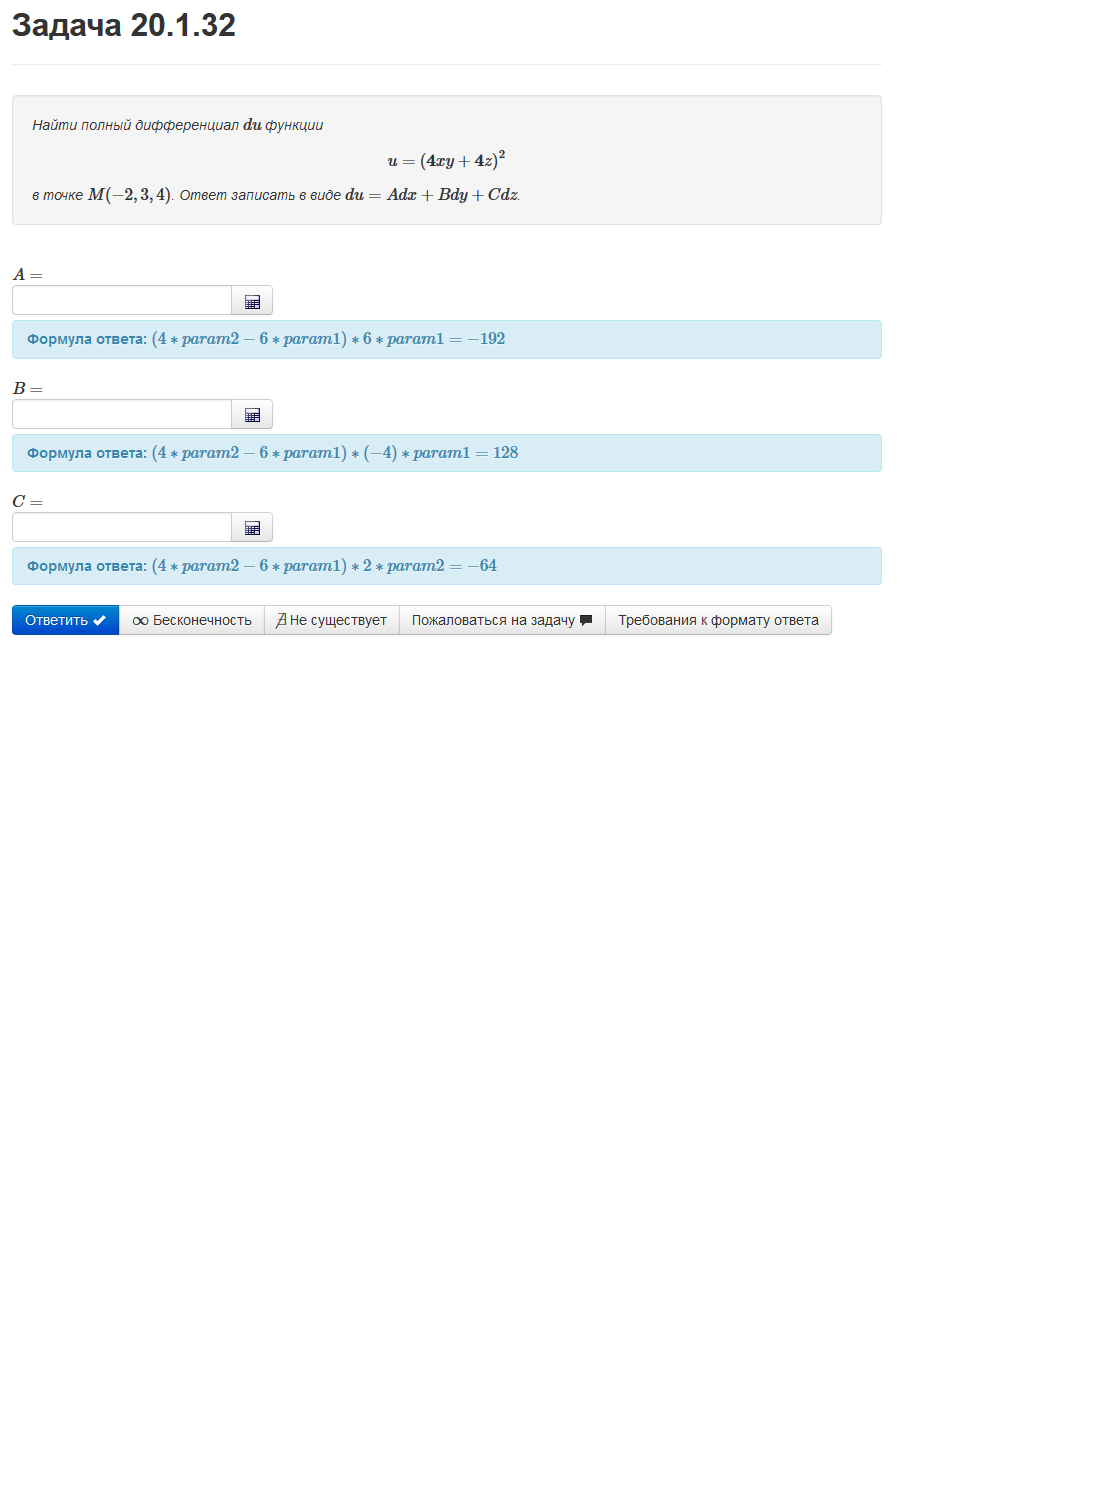 Задача 20.1.32
Найти полный дифференциал du функции
u = (4xy + 4z)²
в точке M(−2, 3, 4). Ответ записать в виде du = Adx + Bdy + Cdz.
A =
Формула ответа: (4 ∗ param2 − 6 ∗ param1) ∗ 6 ∗ param1 = −192
B =
Формула ответа: (4 ∗ param2 − 6 ∗ param1) ∗ (−4) ∗ param1 = 128
C =
Формула ответа: (4 ∗ param2 − 6 ∗ param1) ∗ 2 ∗ param2 = −64
Ответить ∞ Бесконечность ∄ Не существует Пожаловаться на задачу Требования к формату ответа